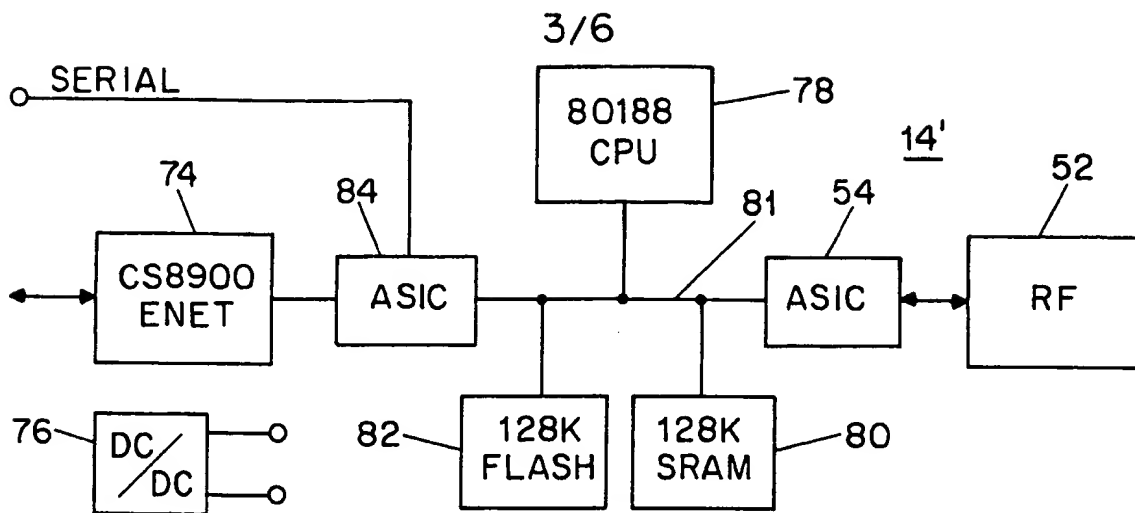 3/6
SERIAL
80188
CPU
78
14'
74
84
81
54
52
CS8900
ENET
ASIC
ASIC
RF
76
DC/DC
82
128K
FLASH
128K
SRAM
80